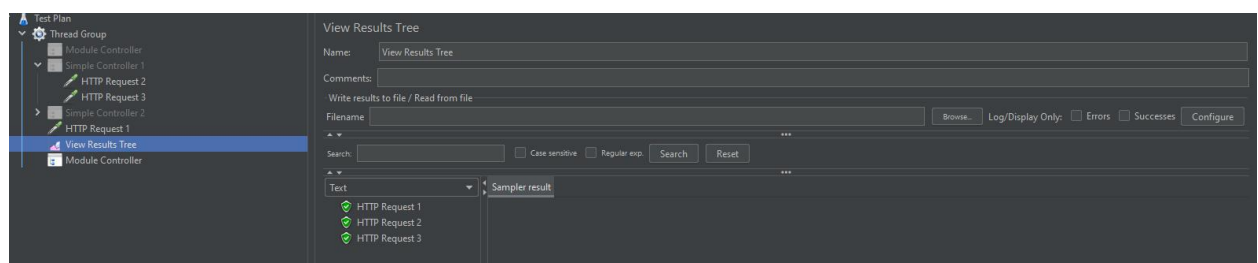 Test Plan
Thread Group
Module Controller
Simple Controller 1
HTTP Request 2
HTTP Request 3
Simple Controller 2
HTTP Request 1
View Results Tree
Module Controller
View Results Tree
Name: View Results Tree
Comments:
Write results to file / Read from file
Filename Browse... Log/Display Only: Errors Successes Configure
Search: Case sensitive Regular exp. Search Reset
Text Sampler result
HTTP Request 1
HTTP Request 2
HTTP Request 3